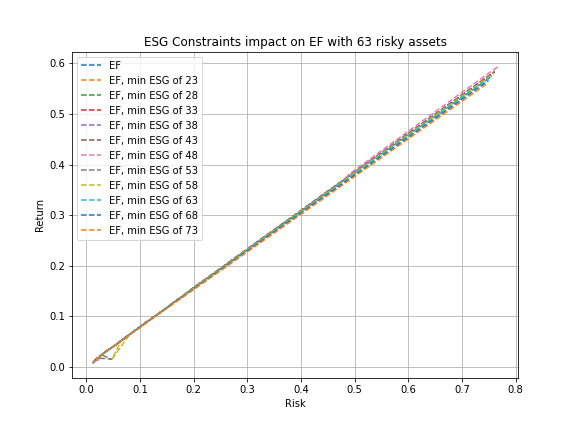 ESG Constraints impact on EF with 63 risky assets
EF
EF, min ESG of 23
EF, min ESG of 28
EF, min ESG of 33
EF, min ESG of 38
EF, min ESG of 43
EF, min ESG of 48
EF, min ESG of 53
EF, min ESG of 58
EF, min ESG of 63
EF, min ESG of 68
EF, min ESG of 73
Return
0.6
0.5
0.4
0.3
0.2
0.1
0.0
0.0 0.1 0.2 0.3 0.4 0.5 0.6 0.7 0.8
Risk